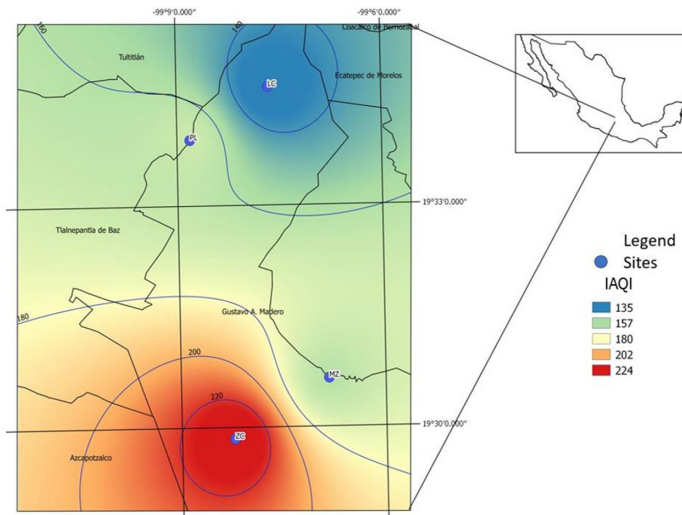 -99°9'0.000"
-99°6'0.000"
160
140
Coacalco de Berriozábal
Tultitlán
LC
Ecatepec de Morelos
PL
19°33'0.000"
Tlalnepantla de Baz
Legend
Sites
IAQI
135
157
180
202
224
180
Gustavo A. Madero
200
MZ
220
19°30'0.000"
ZC
Azcapotzalco